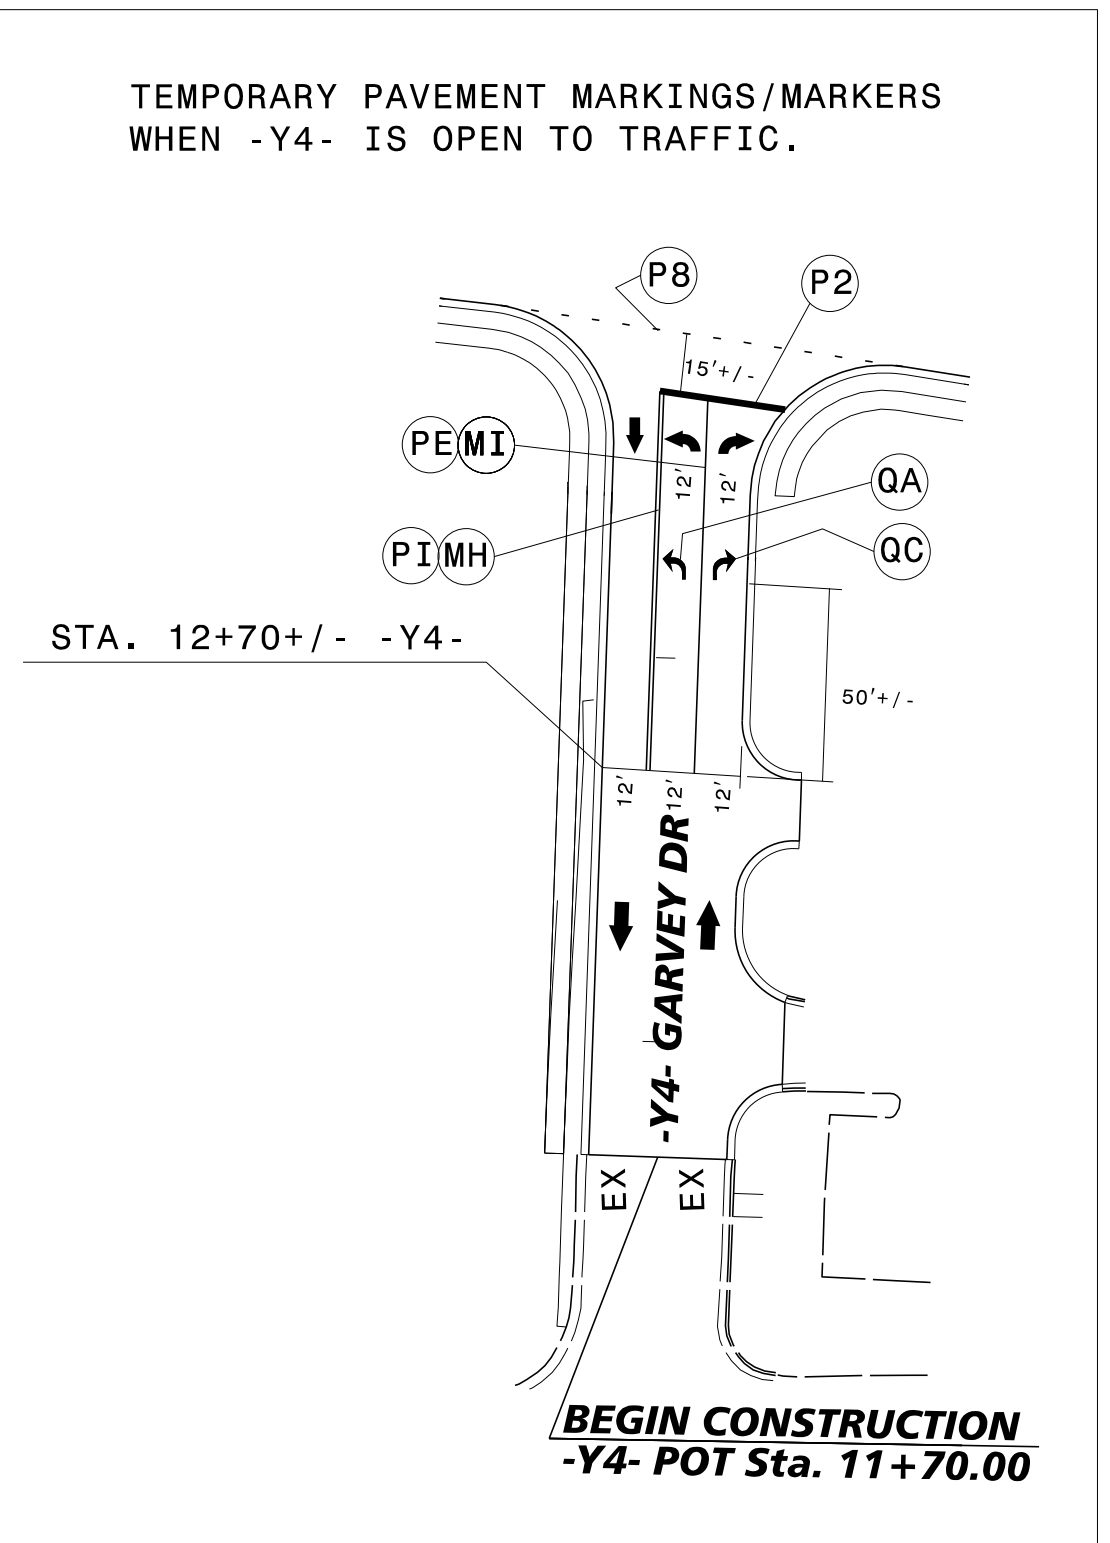 TEMPORARY PAVEMENT MARKINGS/MARKERS
WHEN -Y4- IS OPEN TO TRAFFIC.
P8
P2
15'+/-
PE MI
12'
12'
QA
PI MH
QC
STA. 12+70+/- -Y4-
50'+/-
12'
12'
12'
-Y4- GARVEY DR
EX
EX
BEGIN CONSTRUCTION
-Y4- POT Sta. 11+70.00